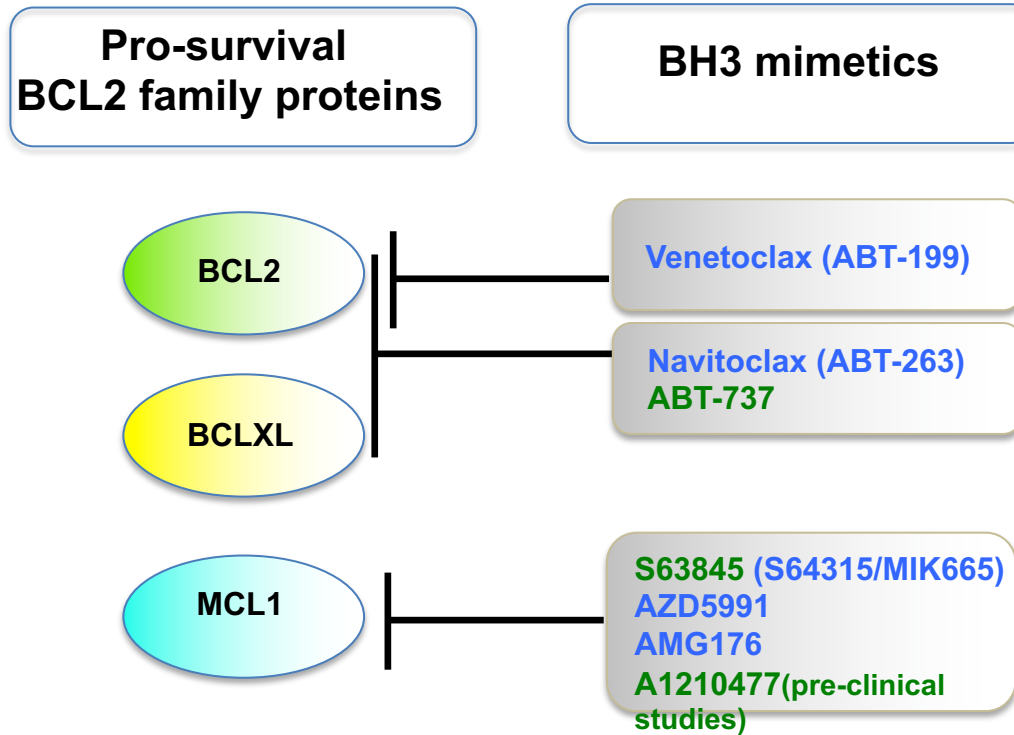 Pro-survival
BCL2 family proteins
BH3 mimetics
BCL2
Venetoclax (ABT-199)
Navitoclax (ABT-263)
ABT-737
BCLXL
MCL1
S63845 (S64315/MIK665)
AZD5991
AMG176
A1210477(pre-clinical
studies)